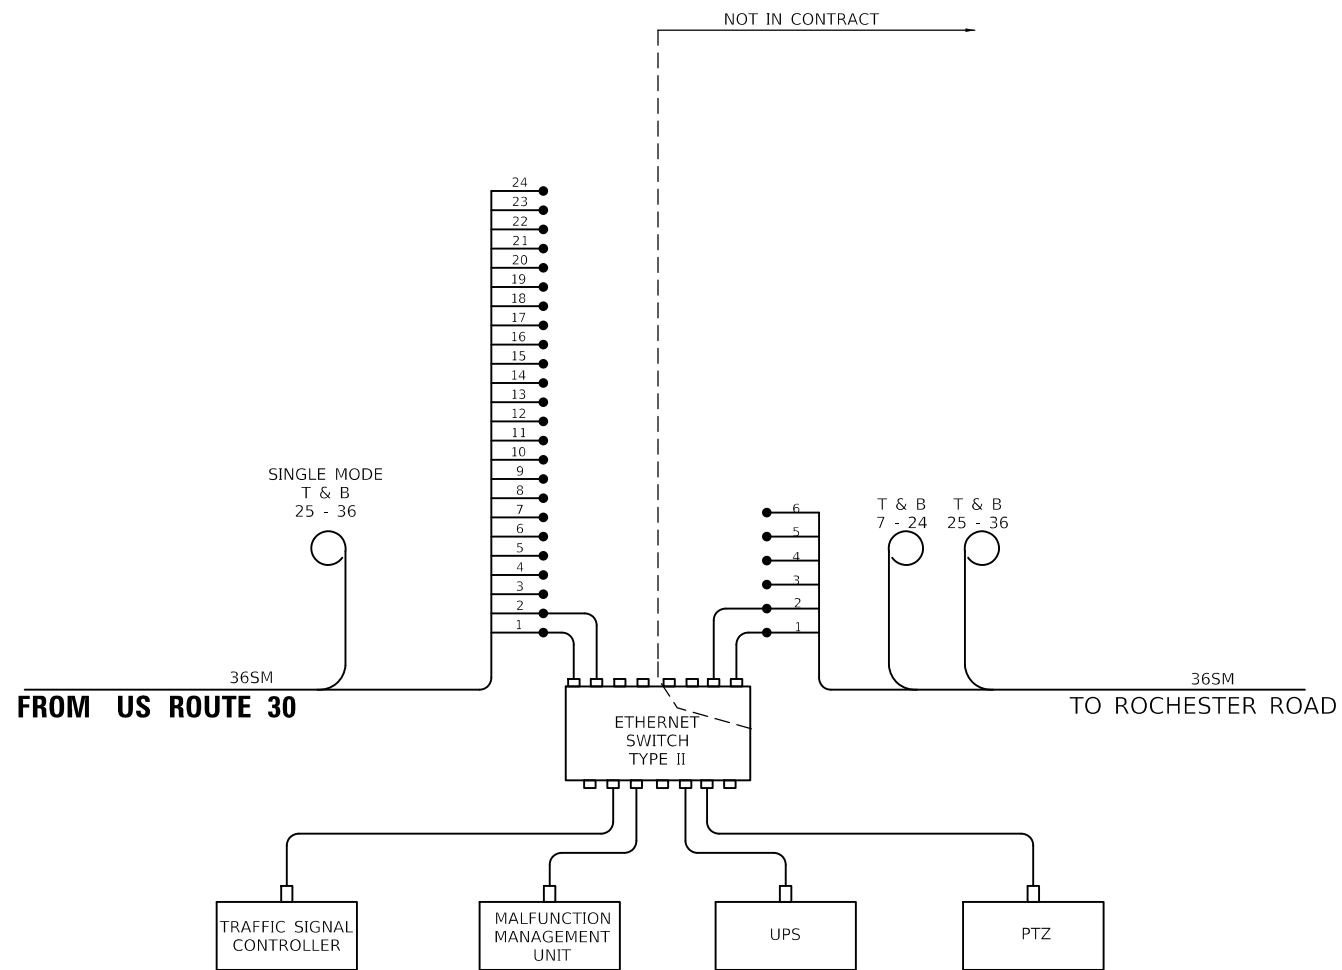 NOT IN CONTRACT
24
23
22
21
20
19
18
17
16
15
14
13
12
11
10
9
8
7
6
5
4
3
2
1
SINGLE MODE
T & B
25 - 36
6
5
4
3
2
1
T & B
7 - 24
T & B
25 - 36
36SM
FROM US ROUTE 30
36SM
TO ROCHESTER ROAD
ETHERNET
SWITCH
TYPE II
TRAFFIC SIGNAL
CONTROLLER
MALFUNCTION
MANAGEMENT
UNIT
UPS
PTZ